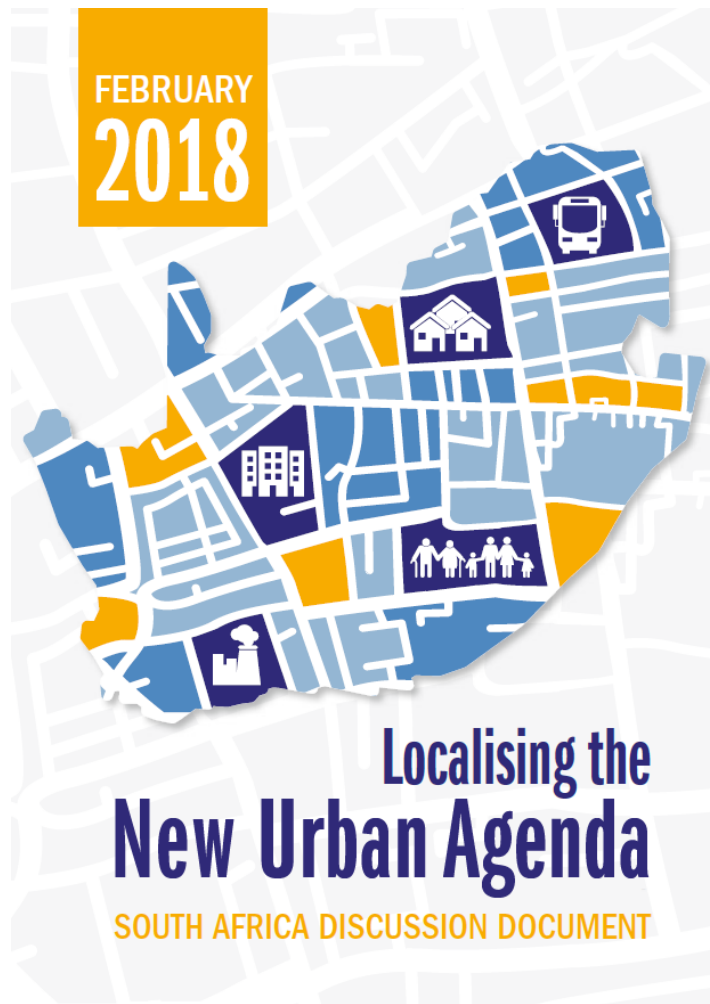 FEBRUARY
2018
Localising the
New Urban Agenda
SOUTH AFRICA DISCUSSION DOCUMENT